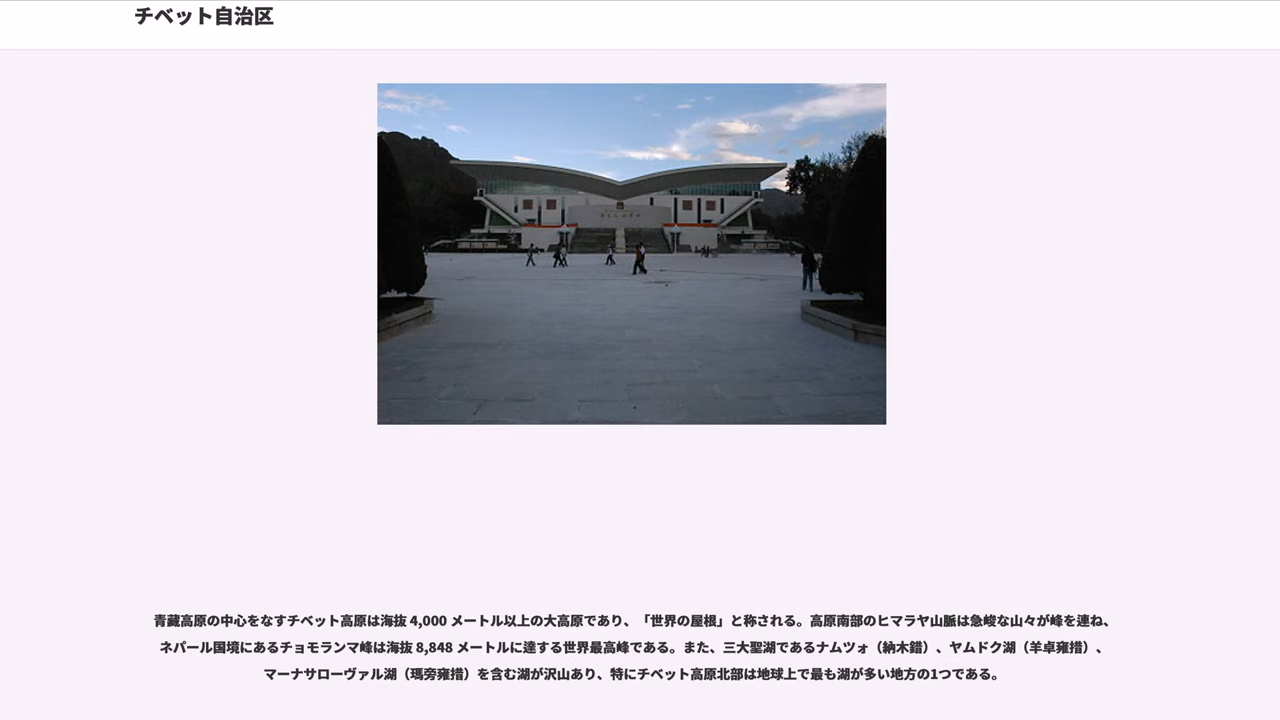 チベット自治区
青藏高原の中心をなすチベット高原は海抜 4,000 メートル以上の大高原であり、「世界の屋根」と称される。高原南部のヒマラヤ山脈は急峻な山々が峰を連ね、
ネパール国境にあるチョモランマ峰は海抜 8,848 メートルに達する世界最高峰である。また、三大聖湖であるナムツォ（納木錯）、ヤムドク湖（羊卓雍措）、
マーナサローヴァル湖（瑪旁雍措）を含む湖が沢山あり、特にチベット高原北部は地球上で最も湖が多い地方の1つである。